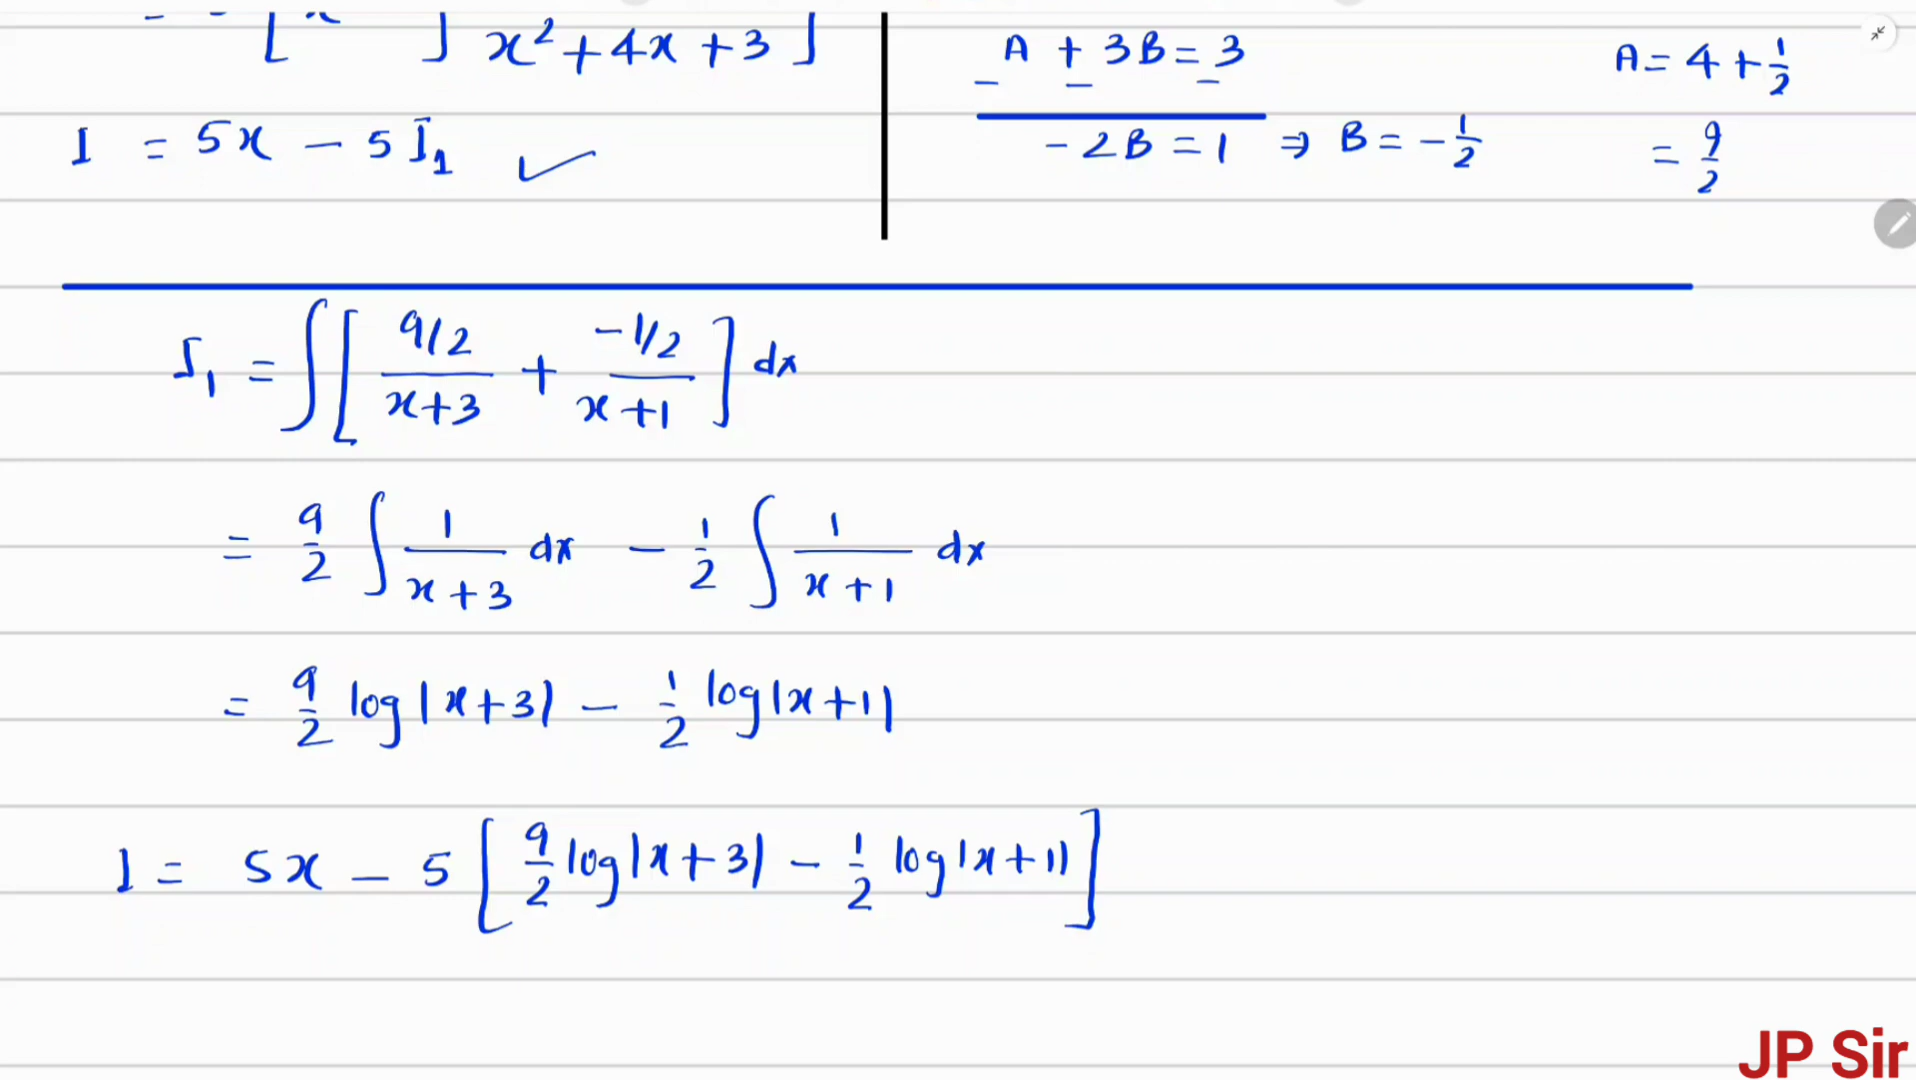 x² + 4x + 3 ]
I = 5x - 5 I₁ ✓
A + 3B = 3
- - -
-2B = 1 ⇒ B = -1/2
A = 4 + 1/2
= 9/2
I₁ = ∫ [ (9/2)/(x+3) + (-1/2)/(x+1) ] dx
= 9/2 ∫ 1/(x+3) dx - 1/2 ∫ 1/(x+1) dx
= 9/2 log|x+3| - 1/2 log|x+1|
I = 5x - 5 [ 9/2 log|x+3| - 1/2 log|x+1| ]
JP Sir